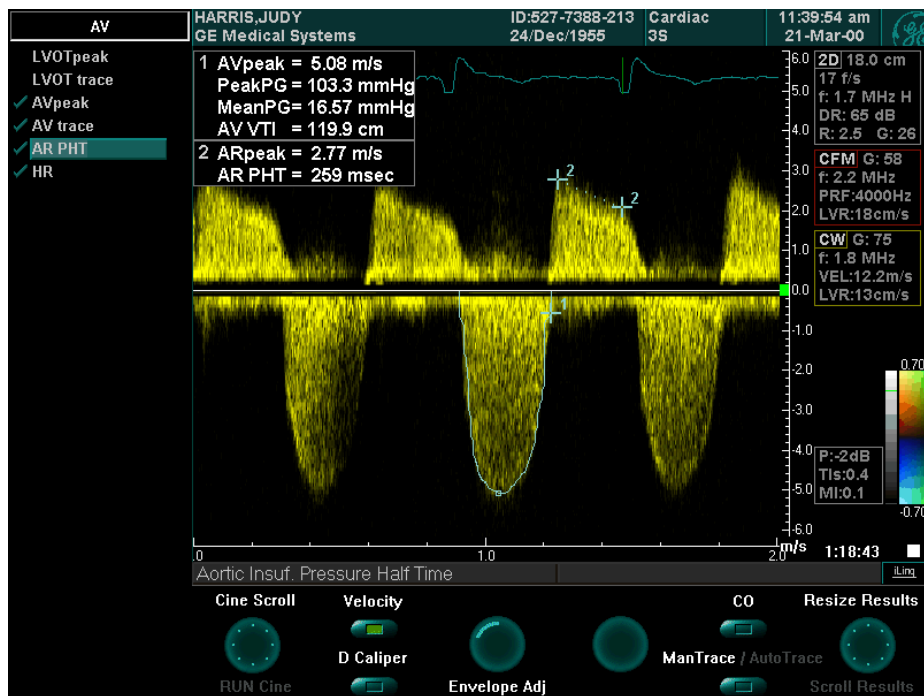 AV
HARRIS,JUDY ID:527-7388-213 Cardiac 11:39:54 am
GE Medical Systems 24/Dec/1955 3S 21-Mar-00
LVOTpeak
LVOT trace
AVpeak
AV trace
AR PHT
HR
1 AVpeak = 5.08 m/s
PeakPG = 103.3 mmHg
MeanPG = 16.57 mmHg
AV VTI = 119.9 cm
2 ARpeak = 2.77 m/s
AR PHT = 259 msec
2
2
1
6.0
5.0
4.0
3.0
2.0
1.0
0.0
-1.0
-2.0
-3.0
-4.0
-5.0
-6.0
m/s
.0 1.0 2.0
2D 18.0 cm
17 f/s
f: 1.7 MHz H
DR: 65 dB
R: 2.5 G: 26
CFM G: 58
f: 2.2 MHz
PRF:4000Hz
LVR:18cm/s
CW G: 75
f: 1.8 MHz
VEL:12.2m/s
LVR:13cm/s
0.70
-0.70
P:-2dB
TIs:0.4
MI:0.1
1:18:43
Aortic Insuf. Pressure Half Time iLinq
Cine Scroll Velocity CO Resize Results
D Caliper ManTrace / AutoTrace
RUN Cine Envelope Adj Scroll Results